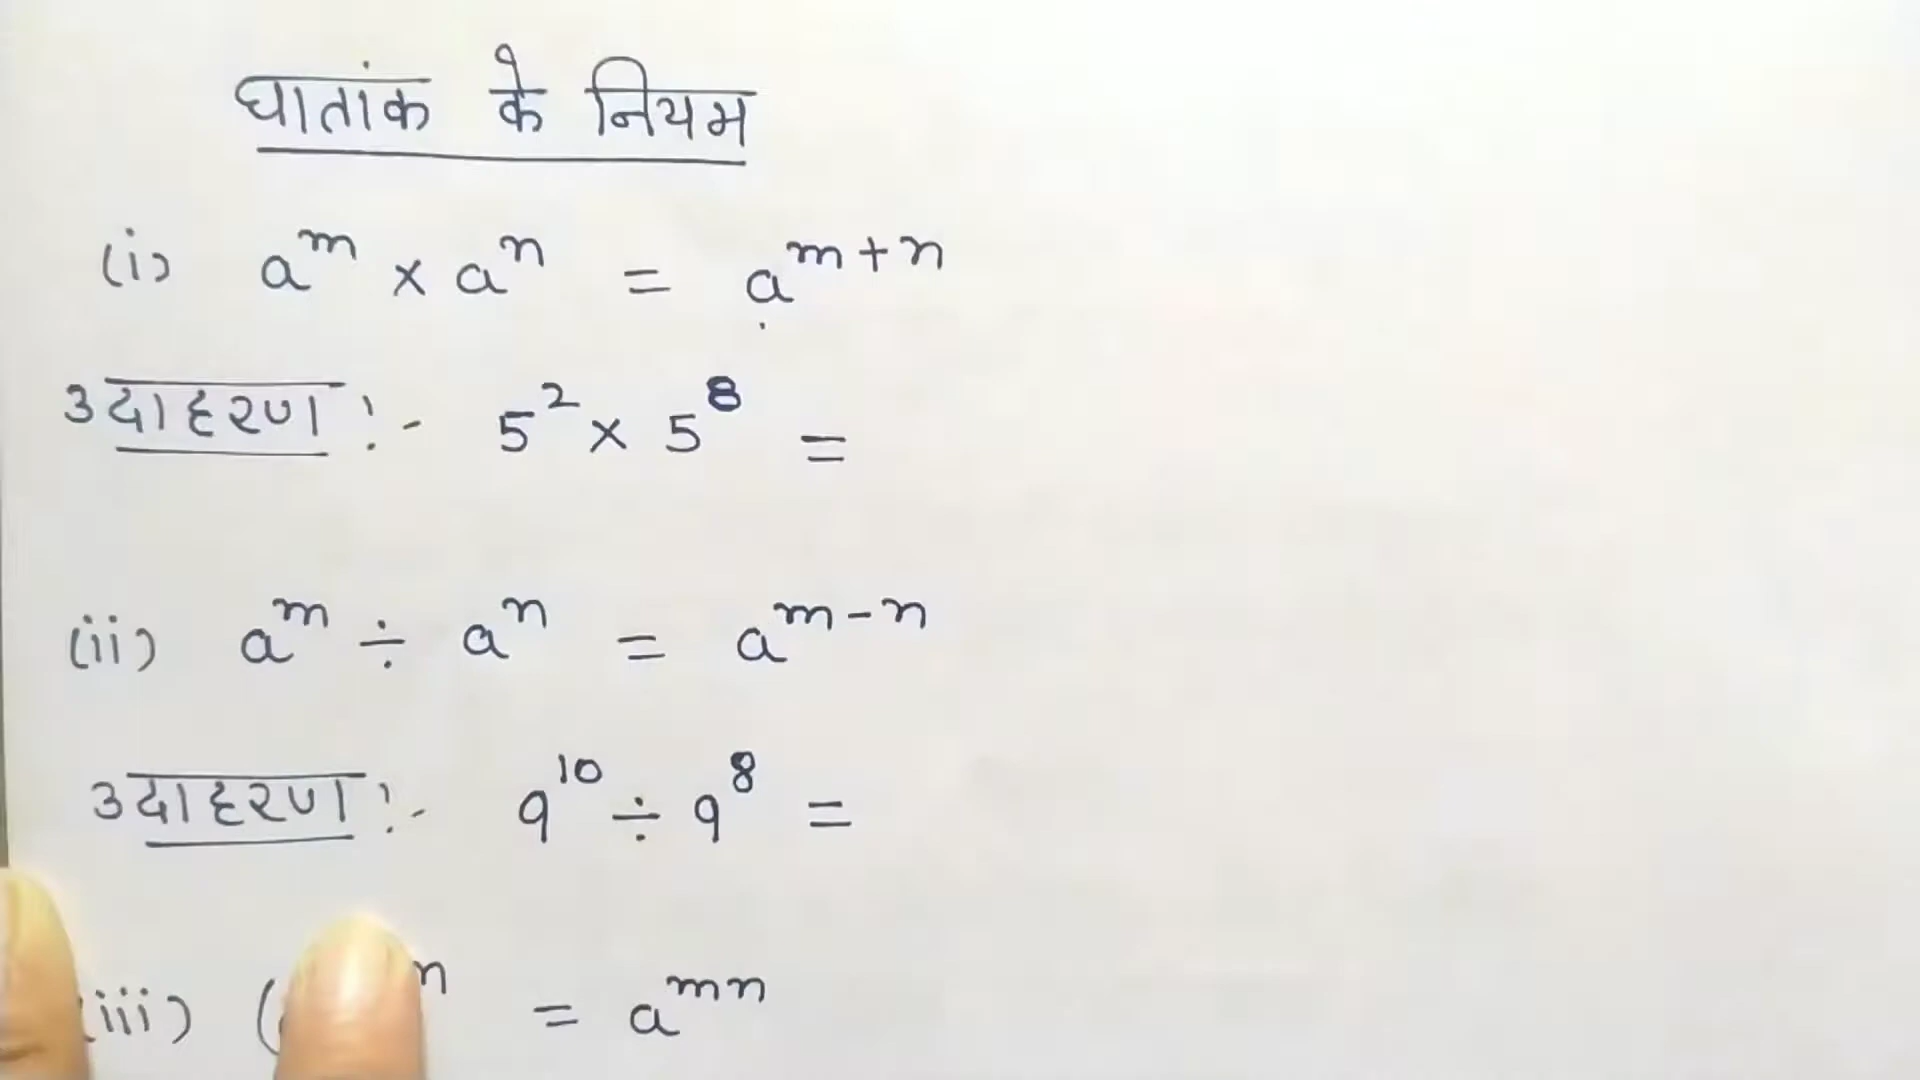 घातांक के नियम
(i) a^m × a^n = a^{m+n}
उदाहरण :- 5^2 × 5^8 =
(ii) a^m ÷ a^n = a^{m-n}
उदाहरण :- 9^{10} ÷ 9^8 =
(iii) ( n = a^{mn}